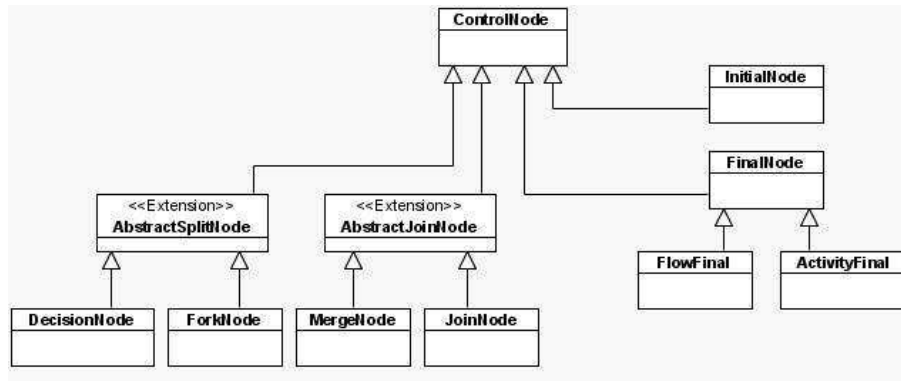 ControlNode
InitialNode
FinalNode
<<Extension>>
AbstractSplitNode
<<Extension>>
AbstractJoinNode
FlowFinal
ActivityFinal
DecisionNode
ForkNode
MergeNode
JoinNode